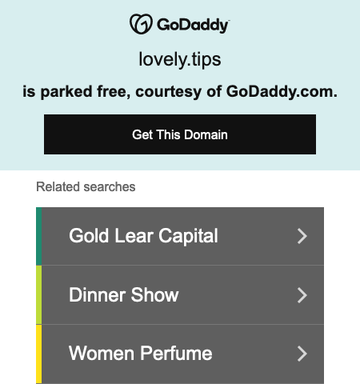 GoDaddy
lovely.tips
is parked free, courtesy of GoDaddy.com.
Get This Domain
Related searches
Gold Lear Capital
Dinner Show
Women Perfume